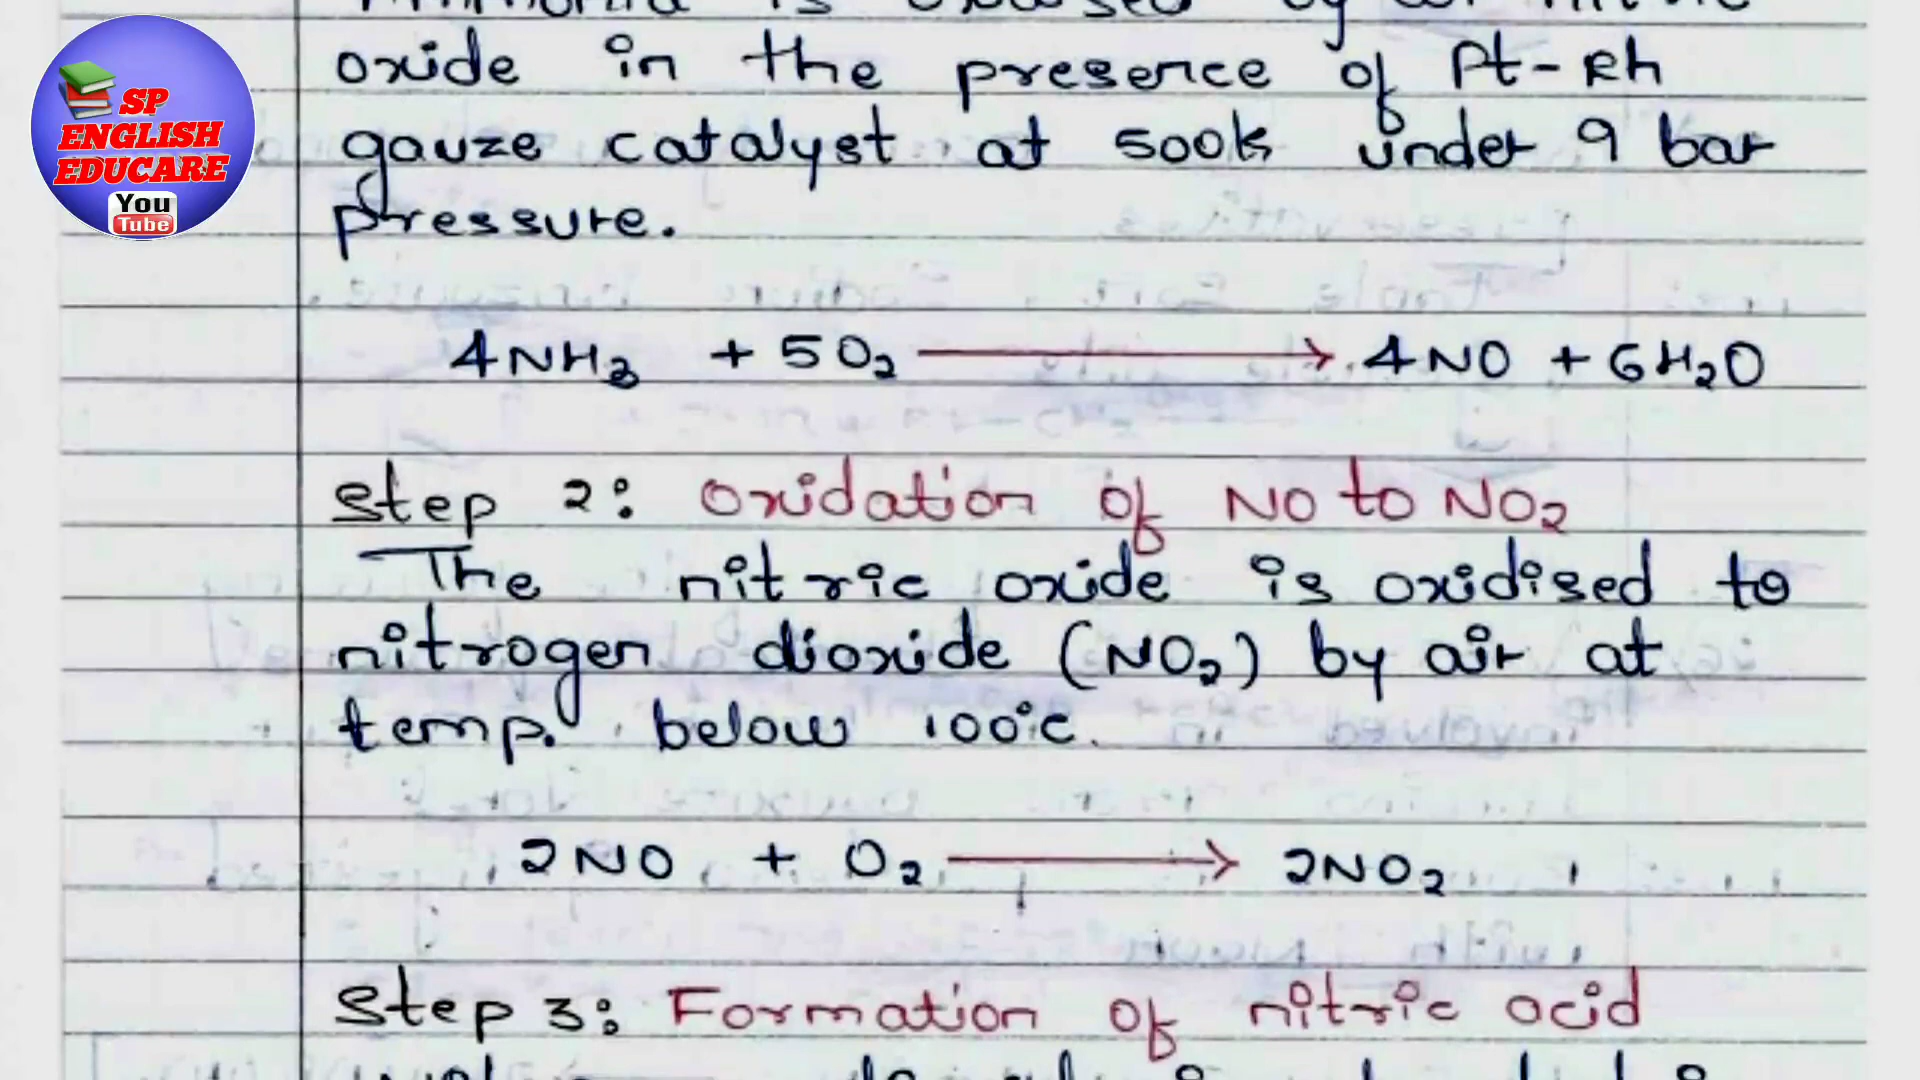 SP
ENGLISH
EDUCARE
You
Tube
oxide in the presence of Pt-Rh
gauze catalyst at 500k under 9 bar
pressure.
4NH₃ + 5O₂ ⟶ 4NO + 6H₂O
Step 2: Oxidation of NO to NO₂
The nitric oxide is oxidised to
nitrogen dioxide (NO₂) by air at
temp. below 100°c.
2NO + O₂ ⟶ 2NO₂
Step 3: Formation of nitric acid